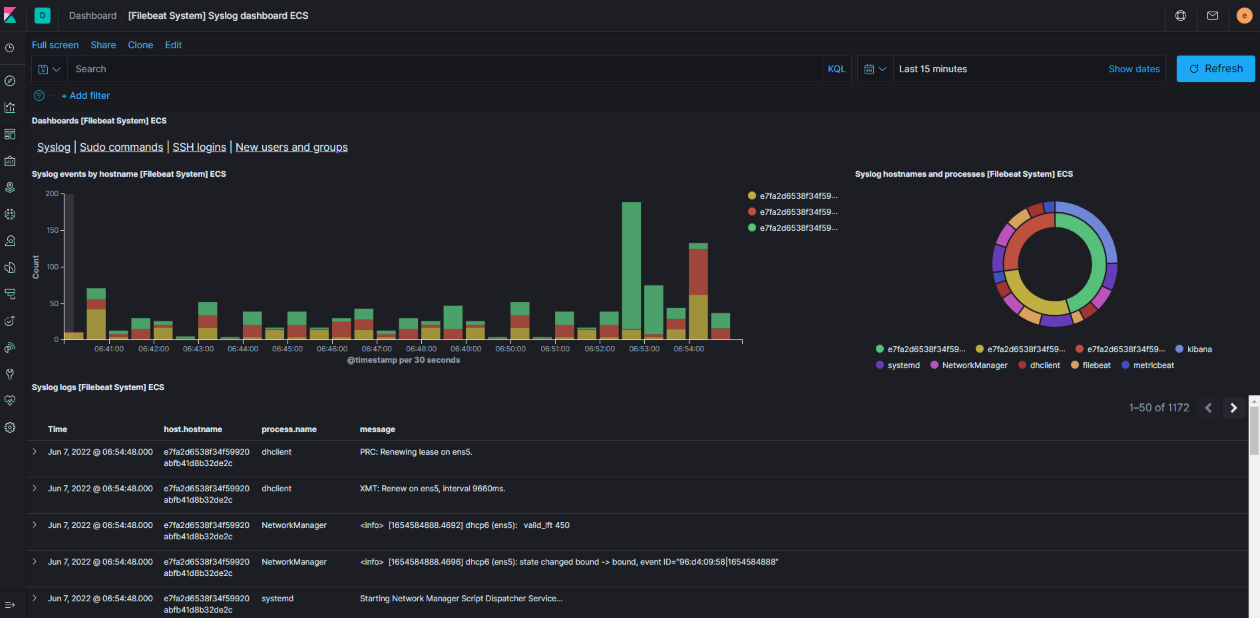 D Dashboard / [Filebeat System] Syslog dashboard ECS e
Full screen Share Clone Edit
Search KQL Last 15 minutes Show dates Refresh
+ Add filter
Dashboards [Filebeat System] ECS
Syslog | Sudo commands | SSH logins | New users and groups
Syslog events by hostname [Filebeat System] ECS
200
150
100
50
0
Count
06:41:00 06:42:00 06:43:00 06:44:00 06:45:00 06:46:00 06:47:00 06:48:00 06:49:00 06:50:00 06:51:00 06:52:00 06:53:00 06:54:00
@timestamp per 30 seconds
e7fa2d6538f34f59...
e7fa2d6538f34f59...
e7fa2d6538f34f59...
Syslog hostnames and processes [Filebeat System] ECS
e7fa2d6538f34f59... e7fa2d6538f34f59... e7fa2d6538f34f59... kibana
systemd NetworkManager dhclient filebeat metricbeat
Syslog logs [Filebeat System] ECS
1–50 of 1172
Time host.hostname process.name message
Jun 7, 2022 @ 06:54:48.000 e7fa2d6538f34f59920 dhclient PRC: Renewing lease on ens5.
abfb41d8b32de2c
Jun 7, 2022 @ 06:54:48.000 e7fa2d6538f34f59920 dhclient XMT: Renew on ens5, interval 9660ms.
abfb41d8b32de2c
Jun 7, 2022 @ 06:54:48.000 e7fa2d6538f34f59920 NetworkManager <info> [1654584888.4692] dhcp6 (ens5): valid_lft 450
abfb41d8b32de2c
Jun 7, 2022 @ 06:54:48.000 e7fa2d6538f34f59920 NetworkManager <info> [1654584888.4696] dhcp6 (ens5): state changed bound -> bound, event ID="96:d4:09:58|1654584888"
abfb41d8b32de2c
Jun 7, 2022 @ 06:54:48.000 e7fa2d6538f34f59920 systemd Starting Network Manager Script Dispatcher Service...
abfb41d8b32de2c